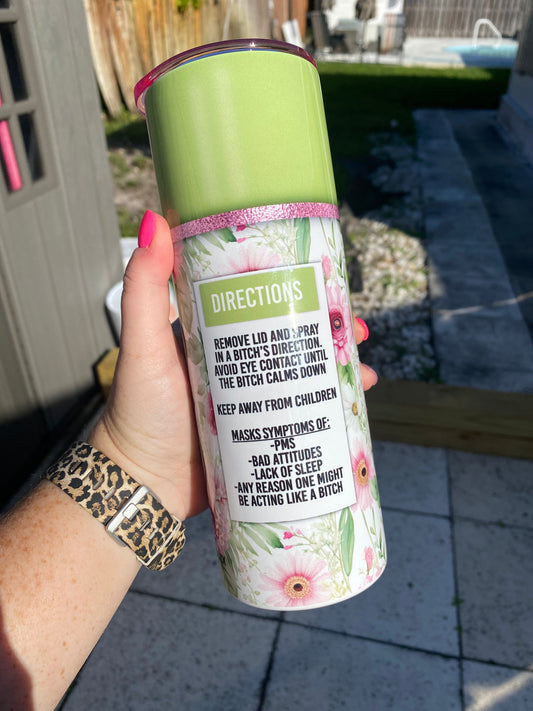 DIRECTIONS
REMOVE LID AND SPRAY
IN A BITCH'S DIRECTION.
AVOID EYE CONTACT UNTIL
THE BITCH CALMS DOWN
KEEP AWAY FROM CHILDREN
MASKS SYMPTOMS OF:
-PMS
-BAD ATTITUDES
-LACK OF SLEEP
-ANY REASON ONE MIGHT
BE ACTING LIKE A BITCH